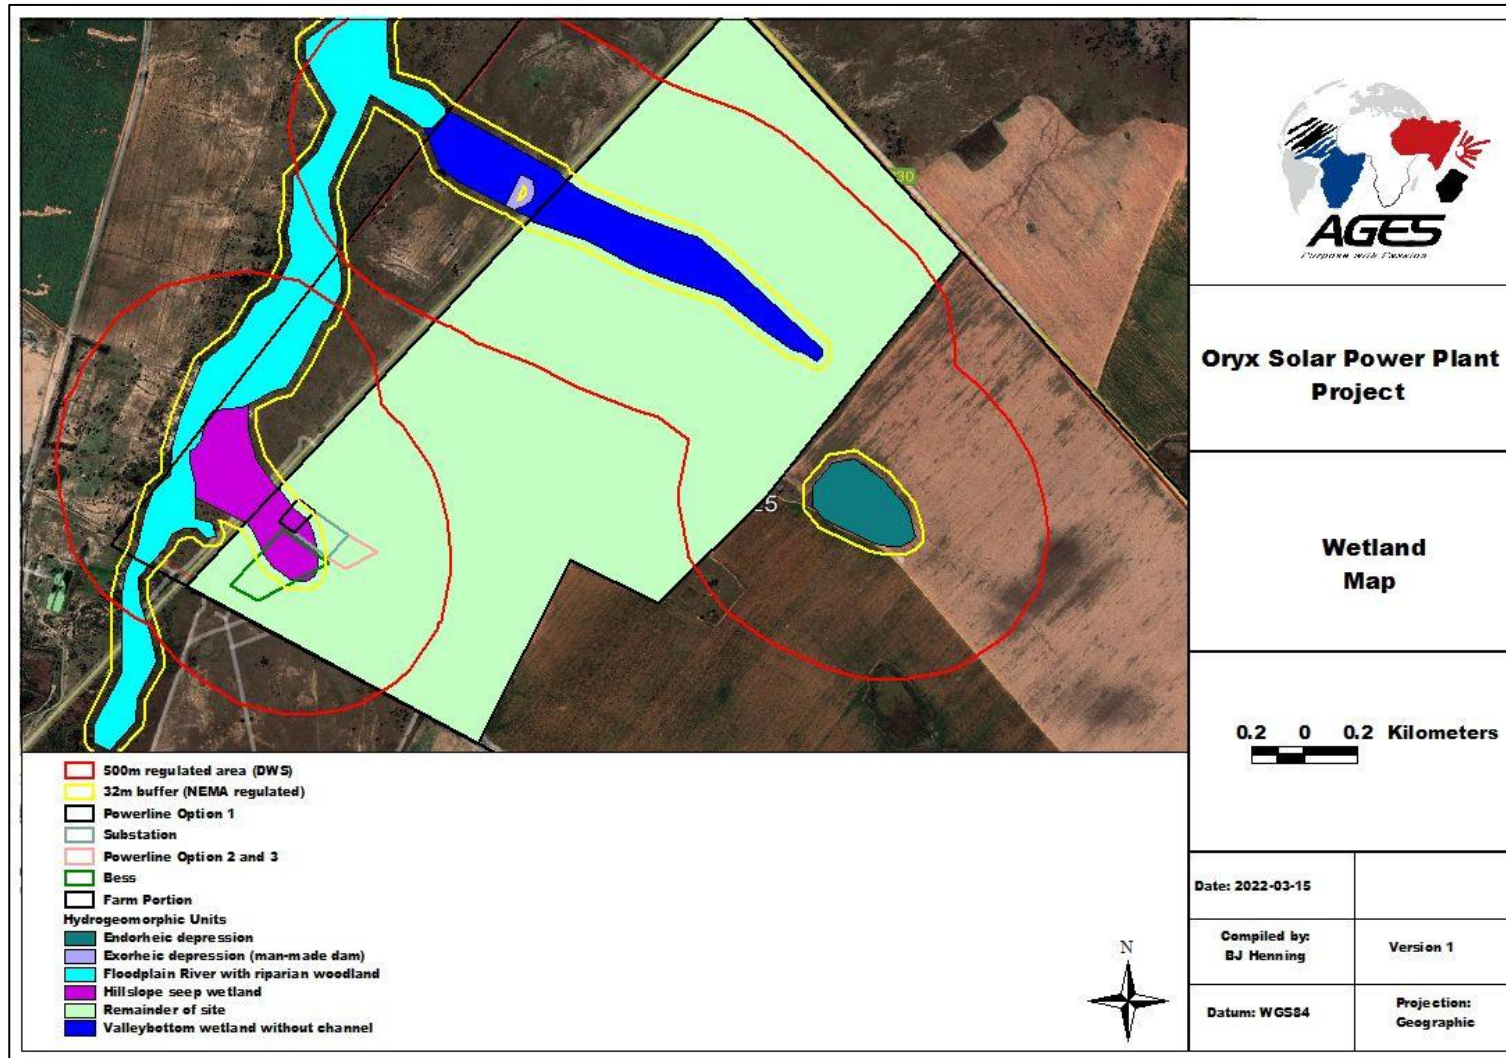 30
25
AGES
Purpose with Passion
Oryx Solar Power Plant
Project
Wetland
Map
0.2 0 0.2 Kilometers
500m regulated area (DWS)
32m buffer (NEMA regulated)
Powerline Option 1
Substation
Powerline Option 2 and 3
Bess
Farm Portion
Hydrogeomorphic Units
Endorheic depression
Exorheic depression (man-made dam)
Floodplain River with riparian woodland
Hillslope seep wetland
Remainder of site
Valleybottom wetland without channel
N
Date: 2022-03-15
Compiled by:
BJ Henning
Version 1
Datum: WGS84
Projection:
Geographic